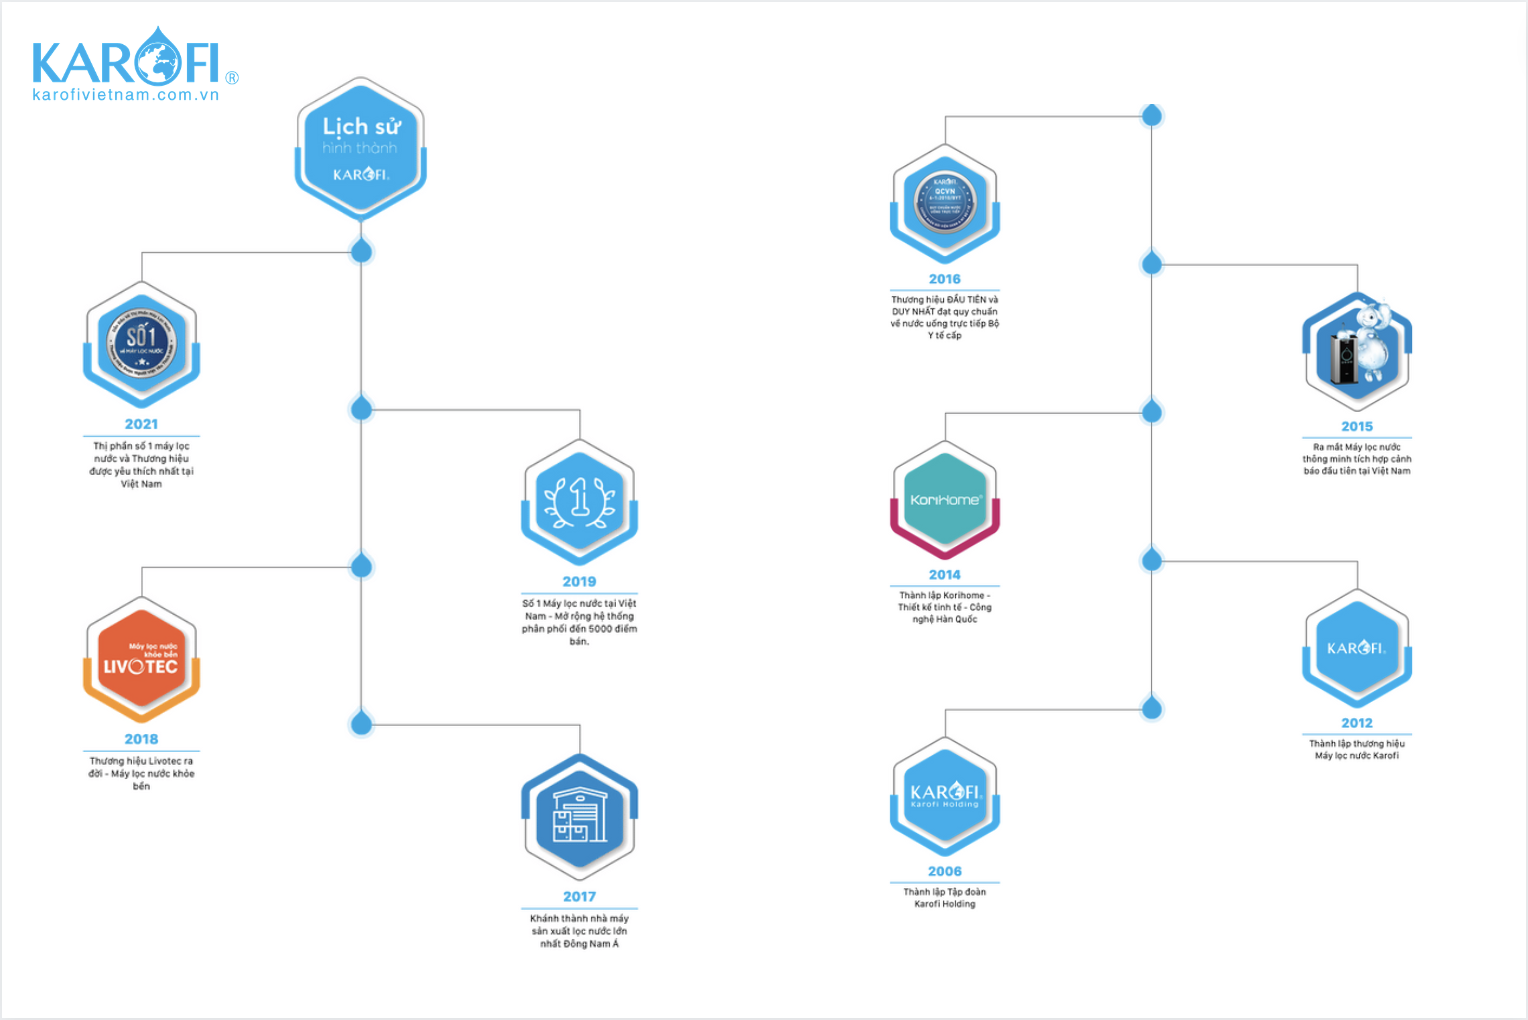 KAROFI®
karofivietnam.com.vn
Lịch sử
hình thành
KAROFI
SỐ 1
VỀ MÁY LỌC NƯỚC
2021
Thị phần số 1 máy lọc
nước và Thương hiệu
được yêu thích nhất tại
Việt Nam
1
2019
Số 1 Máy lọc nước tại Việt
Nam - Mở rộng hệ thống
phân phối đến 5000 điểm
bán.
Máy lọc nước
khỏe bền
LIVOTEC
2018
Thương hiệu Livotec ra
đời - Máy lọc nước khỏe
bền
2017
Khánh thành nhà máy
sản xuất lọc nước lớn
nhất Đông Nam Á
KAROFI
QCVN
6-1:2010/BYT
2016
Thương hiệu ĐẦU TIÊN và
DUY NHẤT đạt quy chuẩn
về nước uống trực tiếp Bộ
Y tế cấp
2015
Ra mắt Máy lọc nước
thông minh tích hợp cảnh
báo đầu tiên tại Việt Nam
KoriHome®
2014
Thành lập Korihome -
Thiết kế tinh tế - Công
nghệ Hàn Quốc
KAROFI
2012
Thành lập thương hiệu
Máy lọc nước Karofi
KAROFI
Karofi Holding
2006
Thành lập Tập đoàn
Karofi Holding